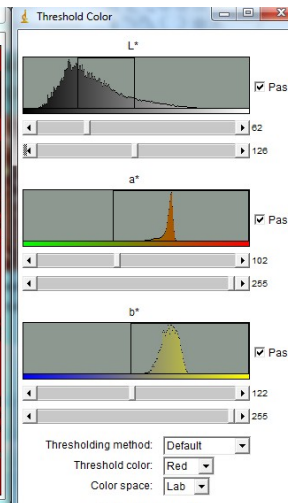 Threshold Color
L*
Pas
62
126
a*
Pas
102
255
b*
Pas
122
255
Thresholding method: Default
Threshold color: Red
Color space: Lab